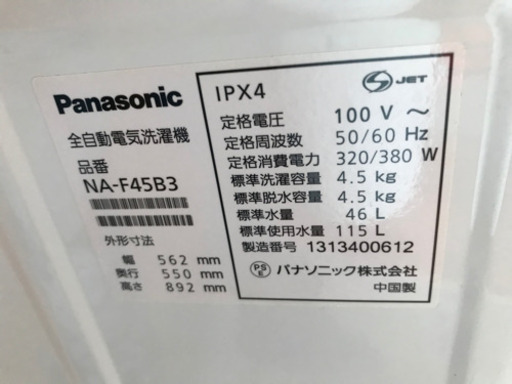 Panasonic
全自動電気洗濯機
品番
NA-F45B3
外形寸法
幅 562 mm
奥行 550 mm
高さ 892 mm
IPX4
S JET
定格電圧 100 V ～
定格周波数 50/60 Hz
定格消費電力 320/380 W
標準洗濯容量 4.5 kg
標準脱水容量 4.5 kg
標準水量 46 L
標準使用水量 115 L
製造番号 1313400612
PS E パナソニック株式会社
中国製